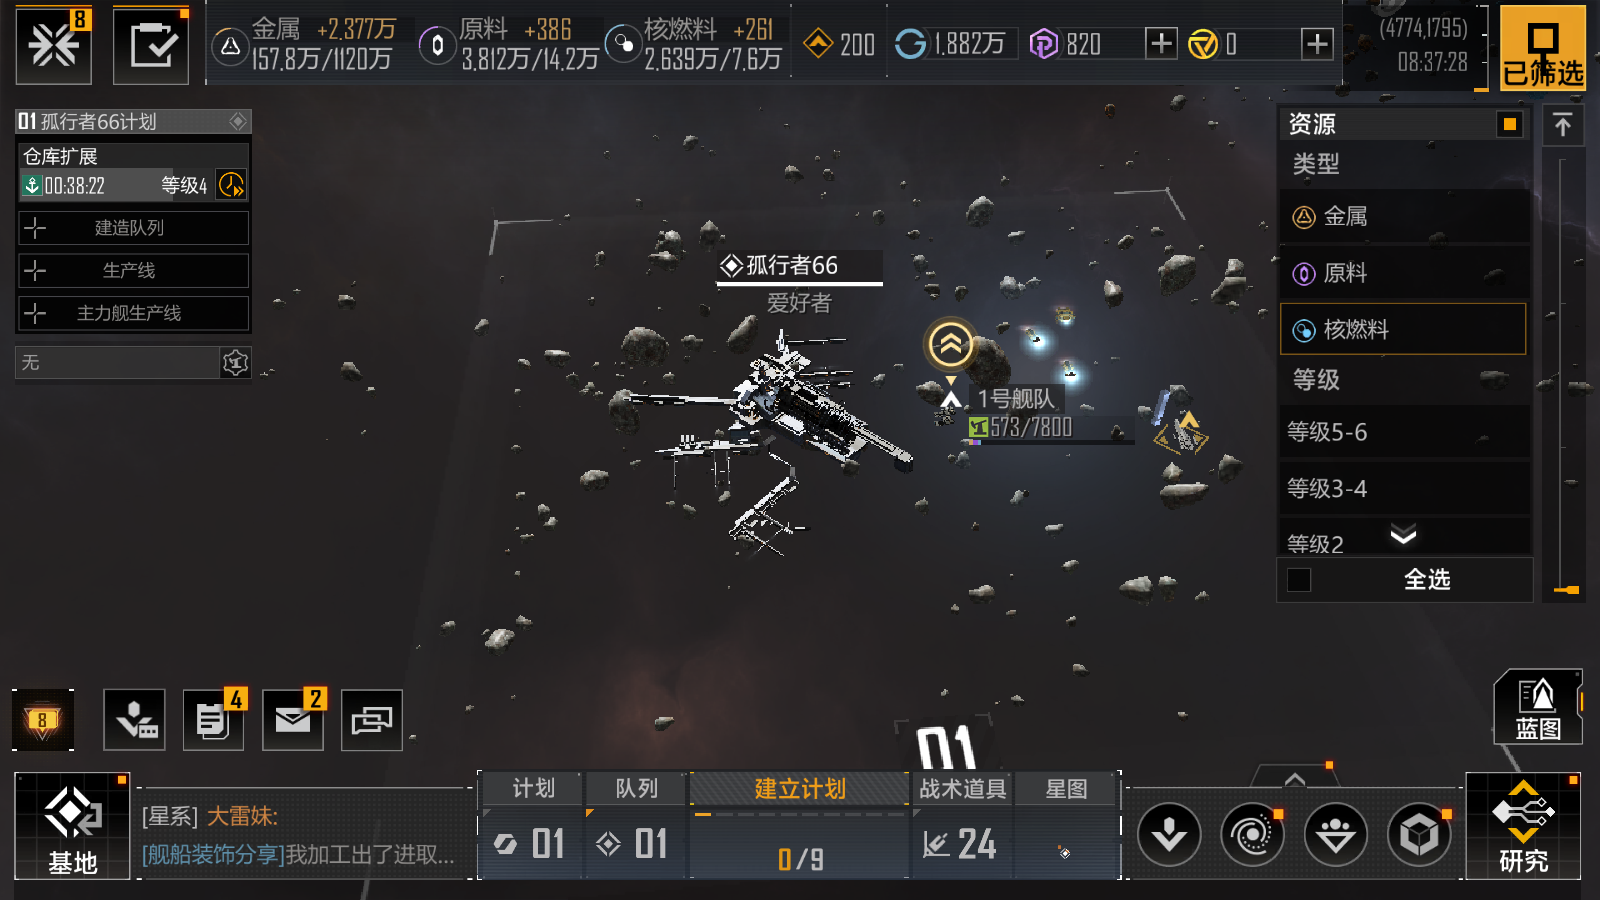 8
金属 +2.377万
157.8万/1120万
原料 +386
3.812万/14.2万
核燃料 +261
2.639万/7.6万
200
1.882万
820
0
(4774,1795)
08:37:28
已筛选
01 孤行者66计划
仓库扩展
00:38:22 等级4
建造队列
生产线
主力舰生产线
无
资源
类型
金属
原料
核燃料
等级
等级5-6
等级3-4
等级2
全选
孤行者66
爱好者
1号舰队
573/7800
01
8
4
2
蓝图
基地
[星系] 大雷妹:
[舰船装饰分享]我加工出了进取...
计划
01
队列
01
建立计划
0/9
战术道具
24
星图
研究